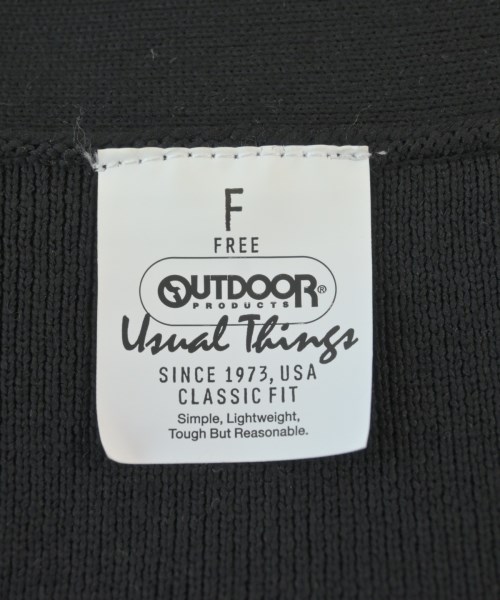 F
FREE
OUTDOOR®
PRODUCTS
Usual Things
SINCE 1973, USA
CLASSIC FIT
Simple, Lightweight,
Tough But Reasonable.